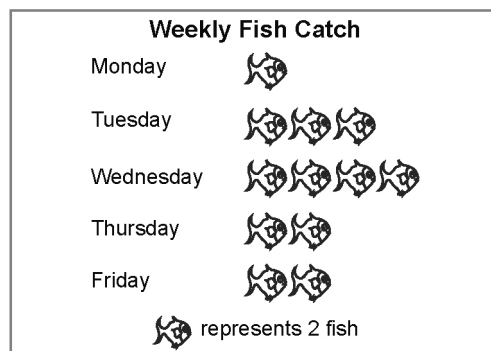 Weekly Fish Catch
Monday
Tuesday
Wednesday
Thursday
Friday
represents 2 fish